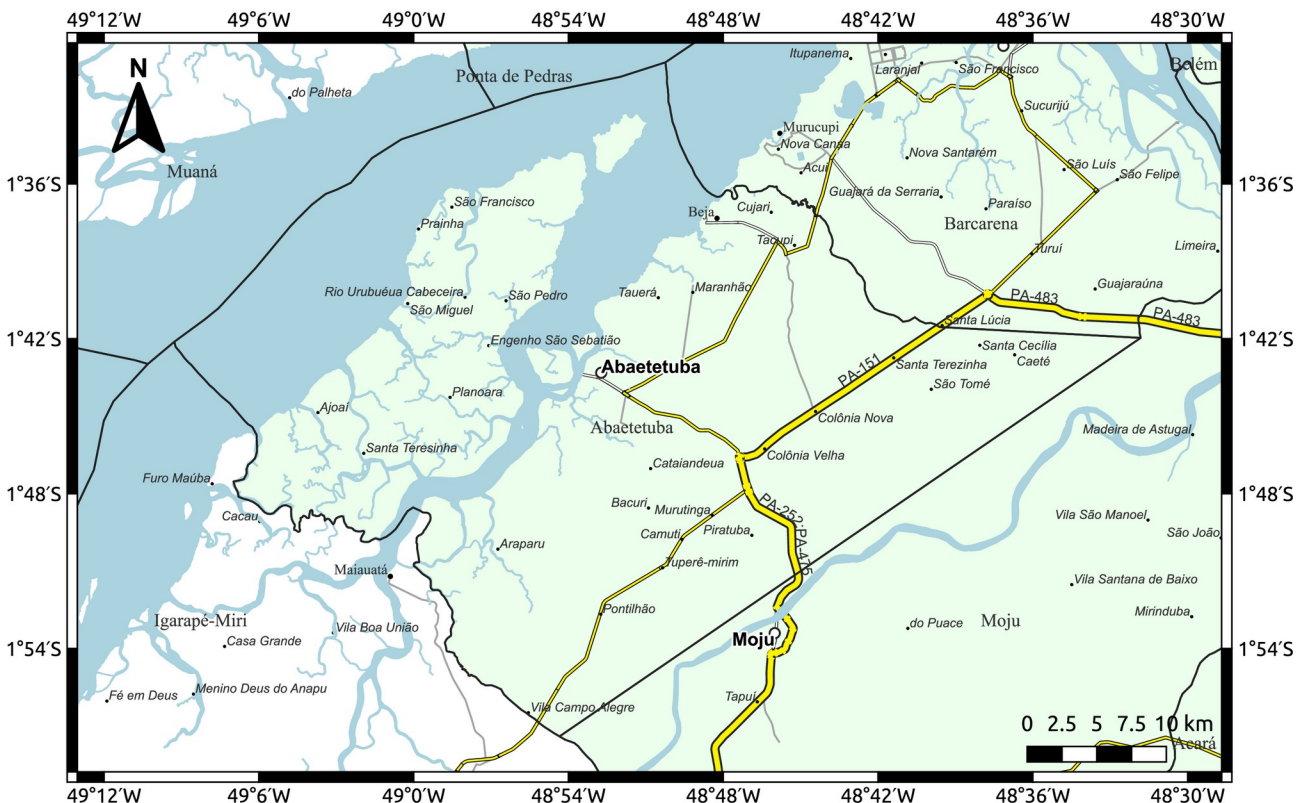 49°12′W 49°6′W 49°0′W 48°54′W 48°48′W 48°42′W 48°36′W 48°30′W
N
Itupanema
Ponta de Pedras
Laranjal
São Francisco
Belém
do Palheta
Sucurijú
Murucupi
Nova Canaa
Nova Santarém
Muaná
Acuí
São Luís
São Felipe
1°36′S 1°36′S
Guajará da Serraria
São Francisco
Cujari
Paraíso
Beja
Prainha
Barcarena
Tacupi
Turuí
Limeira
Rio Urubuéua Cabeceira
São Pedro
Tauerá
Maranhão
Guajaraúna
São Miguel
PA-483
PA-483
Santa Lúcia
1°42′S 1°42′S
Engenho São Sebatião
Santa Cecília
Caeté
Abaetetuba
PA-151
Santa Terezinha
São Tomé
Planoara
Ajoaí
Colônia Nova
Abaetetuba
Madeira de Astugal
Santa Teresinha
Colônia Velha
Cataiandeua
Furo Maúba
1°48′S 1°48′S
Bacuri
Murutinga
PA-252;PA-475
Cacau
Vila São Manoel
Camuti
Piratuba
São João
Araparu
Maiauatá
Tuperê-mirim
Vila Santana de Baixo
Igarapé-Miri
Pontilhão
Mirinduba
Vila Boa União
do Puace
Moju
Casa Grande
Mojú
1°54′S 1°54′S
Fé em Deus
Menino Deus do Anapu
Tapuí
Vila Campo Alegre
0 2.5 5 7.5 10 km
Acará
49°12′W 49°6′W 49°0′W 48°54′W 48°48′W 48°42′W 48°36′W 48°30′W